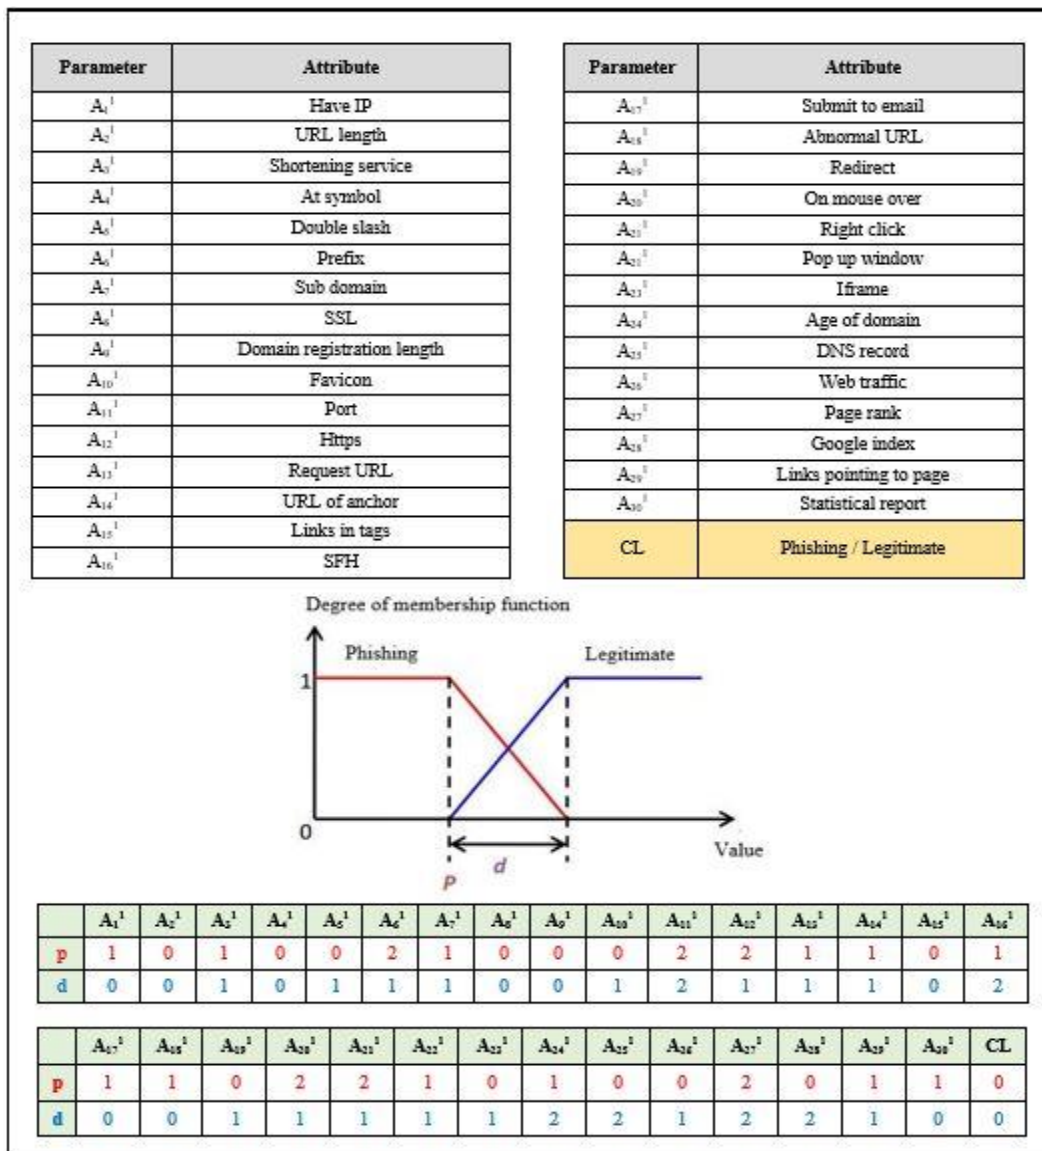 Parameter Attribute
A₁¹ Have IP
A₂¹ URL length
A₃¹ Shortening service
A₄¹ At symbol
A₅¹ Double slash
A₆¹ Prefix
A₇¹ Sub domain
A₈¹ SSL
A₉¹ Domain registration length
A₁₀¹ Favicon
A₁₁¹ Port
A₁₂¹ Https
A₁₃¹ Request URL
A₁₄¹ URL of anchor
A₁₅¹ Links in tags
A₁₆¹ SFH
Parameter Attribute
A₁₇¹ Submit to email
A₁₈¹ Abnormal URL
A₁₉¹ Redirect
A₂₀¹ On mouse over
A₂₁¹ Right click
A₂₁¹ Pop up window
A₂₃¹ Iframe
A₂₄¹ Age of domain
A₂₅¹ DNS record
A₂₆¹ Web traffic
A₂₇¹ Page rank
A₂₈¹ Google index
A₂₉¹ Links pointing to page
A₃₀¹ Statistical report
CL Phishing / Legitimate
Degree of membership function
Phishing Legitimate
1
0
Value
d
P
A₁¹ A₂¹ A₃¹ A₄¹ A₅¹ A₆¹ A₇¹ A₈¹ A₉¹ A₁₀¹ A₁₁¹ A₁₂¹ A₁₃¹ A₁₄¹ A₁₅¹ A₁₆¹
p 1 0 1 0 0 2 1 0 0 0 2 2 1 1 0 1
d 0 0 1 0 1 1 1 0 0 1 2 1 1 1 0 2
A₁₇¹ A₁₈¹ A₁₉¹ A₂₀¹ A₂₁¹ A₂₂¹ A₂₃¹ A₂₄¹ A₂₅¹ A₂₆¹ A₂₇¹ A₂₈¹ A₂₉¹ A₃₀¹ CL
p 1 1 0 2 2 1 0 1 0 0 2 0 1 1 0
d 0 0 1 1 1 1 1 2 2 1 2 2 1 0 0